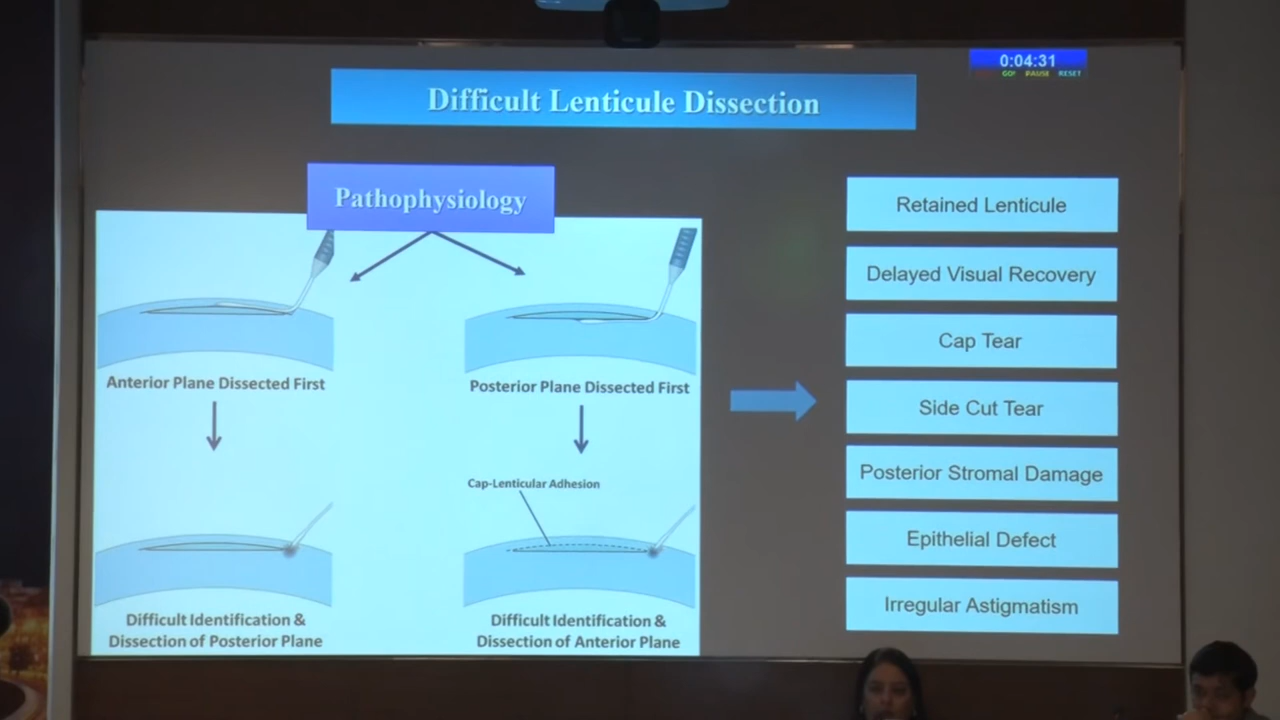 0:04:31
GO! PAUSE RESET
Difficult Lenticule Dissection
Pathophysiology
Anterior Plane Dissected First
Posterior Plane Dissected First
Cap-Lenticular Adhesion
Difficult Identification &
Dissection of Posterior Plane
Difficult Identification &
Dissection of Anterior Plane
Retained Lenticule
Delayed Visual Recovery
Cap Tear
Side Cut Tear
Posterior Stromal Damage
Epithelial Defect
Irregular Astigmatism